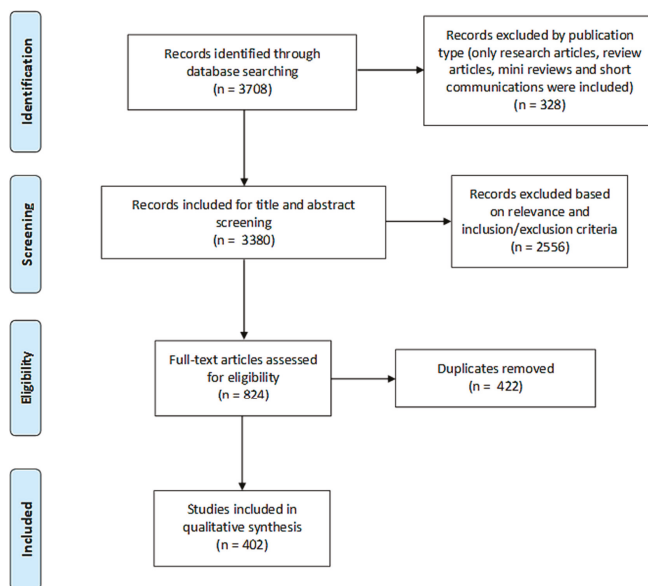 Identification
Records identified through
database searching
(n = 3708)
Records excluded by publication
type (only research articles, review
articles, mini reviews and short
communications were included)
(n = 328)
Screening
Records included for title and abstract
screening
(n = 3380)
Records excluded based
on relevance and
inclusion/exclusion criteria
(n = 2556)
Eligibility
Full-text articles assessed
for eligibility
(n = 824)
Duplicates removed
(n = 422)
Included
Studies included in
qualitative synthesis
(n = 402)